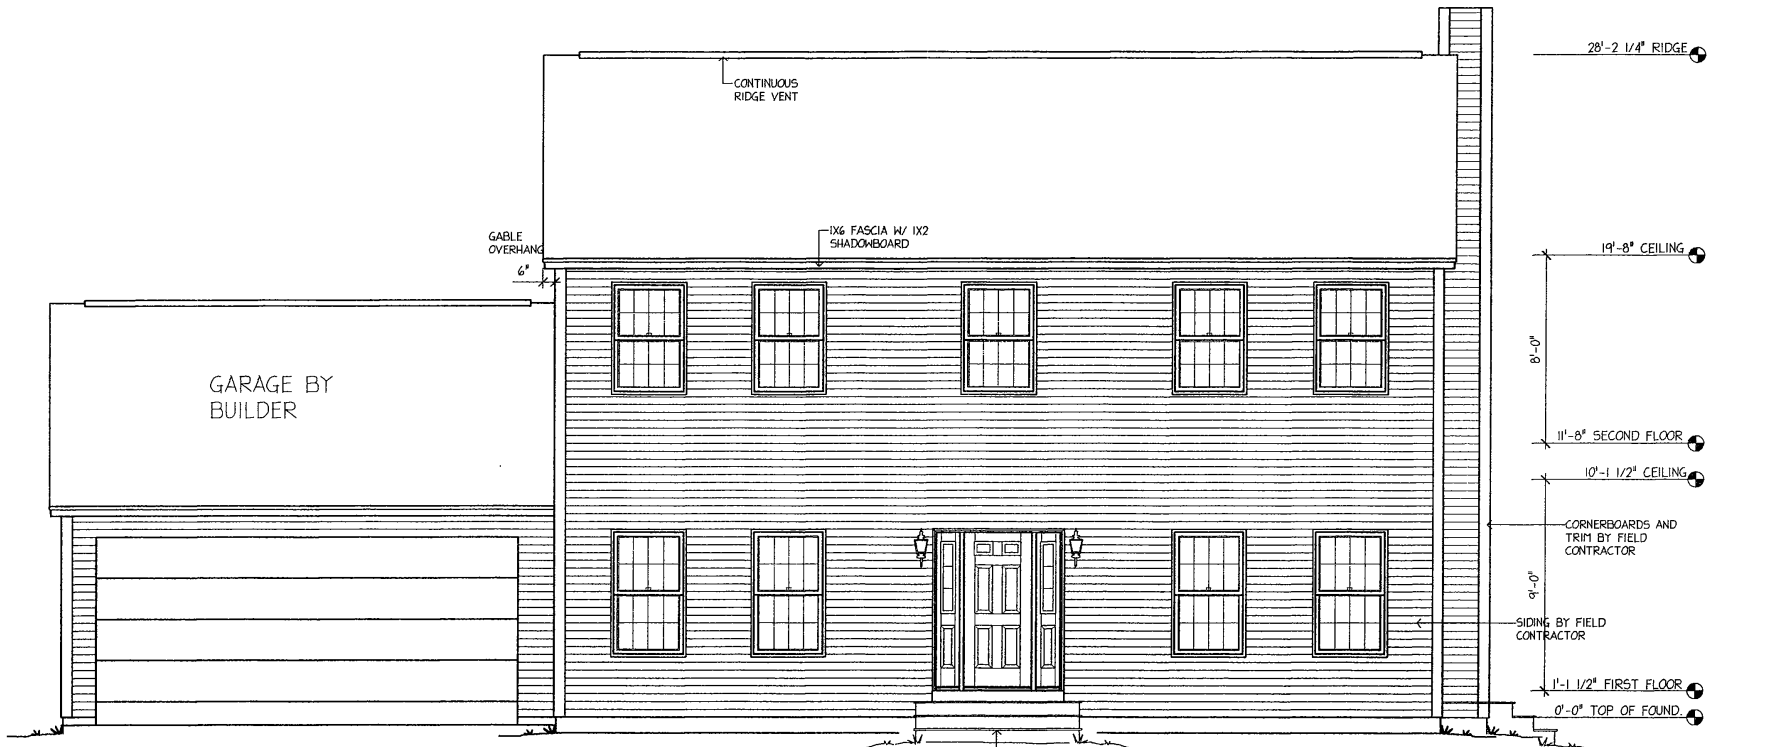 28'-2 1/4" RIDGE
CONTINUOUS
RIDGE VENT
1X6 FASCIA W/ 1X2
SHADOWBOARD
GABLE
OVERHANG
6"
19'-8" CEILING
8'-0"
GARAGE BY
BUILDER
11'-8" SECOND FLOOR
10'-1 1/2" CEILING
CORNERBOARDS AND
TRIM BY FIELD
CONTRACTOR
9'-0"
SIDING BY FIELD
CONTRACTOR
1'-1 1/2" FIRST FLOOR
0'-0" TOP OF FOUND.